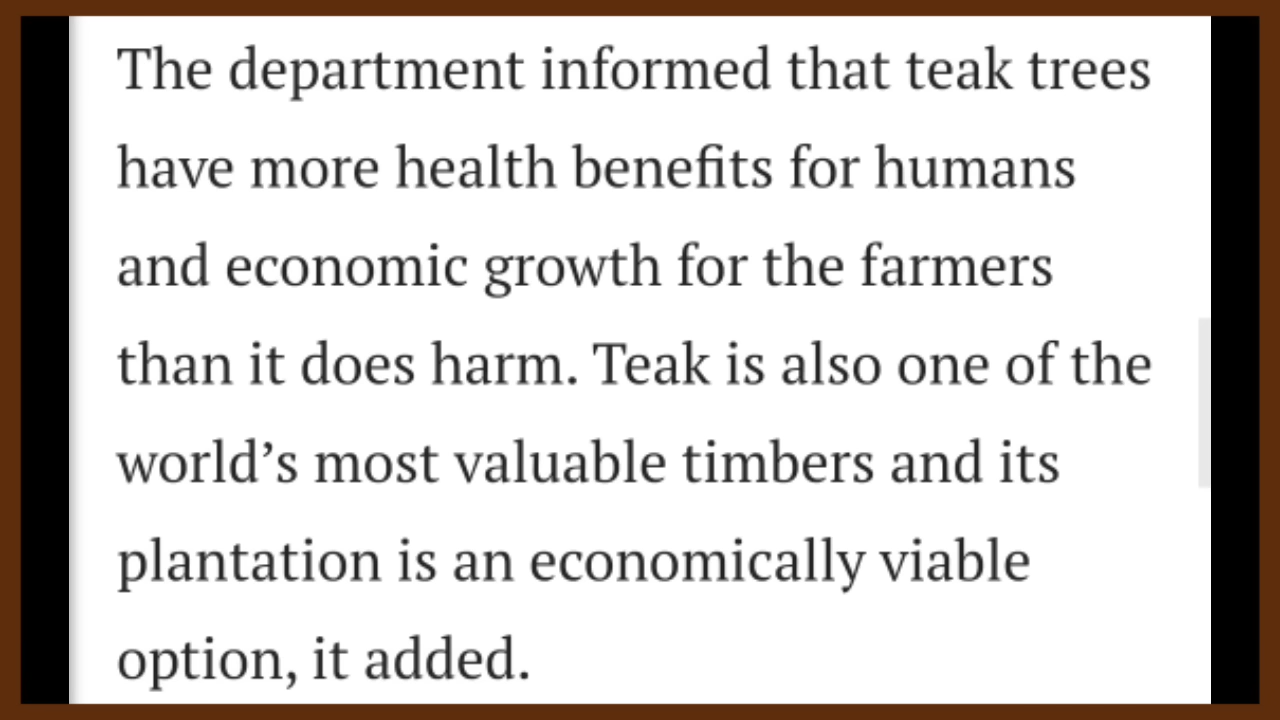 The department informed that teak trees
have more health benefits for humans
and economic growth for the farmers
than it does harm. Teak is also one of the
world’s most valuable timbers and its
plantation is an economically viable
option, it added.